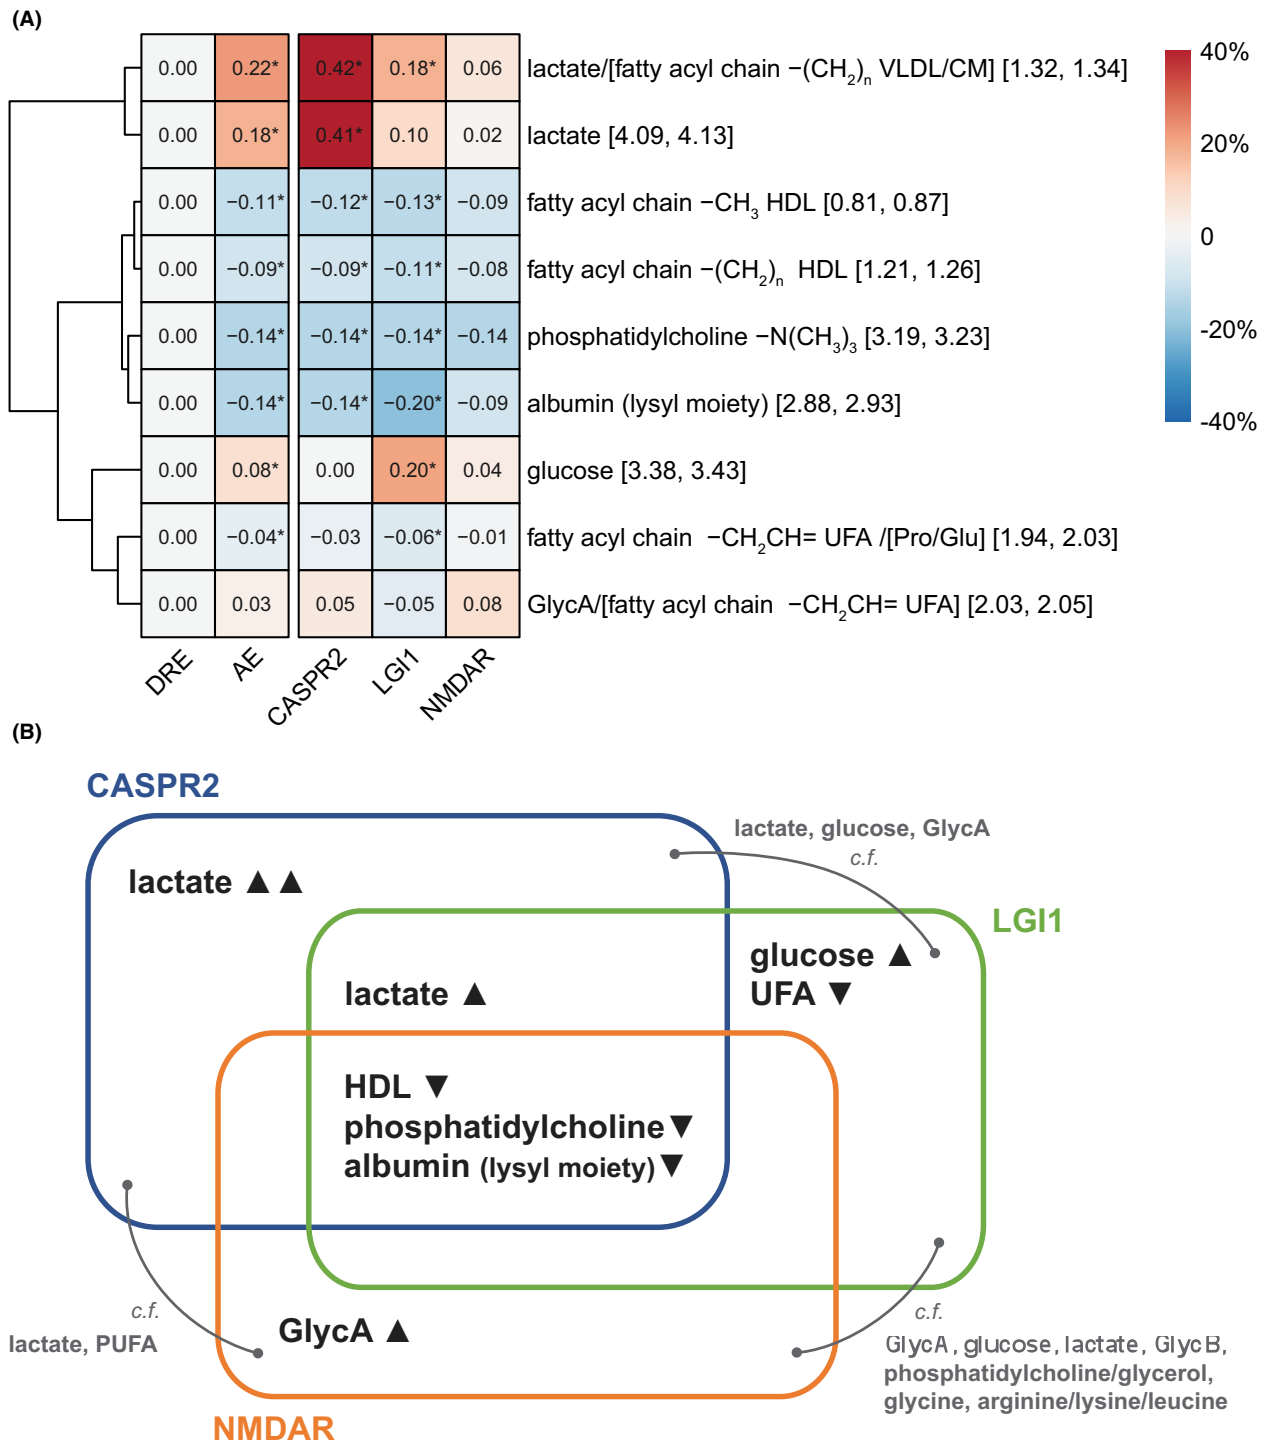 (A)
0.00 0.22* 0.42* 0.18* 0.06 lactate/[fatty acyl chain −(CH2)n VLDL/CM] [1.32, 1.34]
0.00 0.18* 0.41* 0.10 0.02 lactate [4.09, 4.13]
0.00 −0.11* −0.12* −0.13* −0.09 fatty acyl chain −CH3 HDL [0.81, 0.87]
0.00 −0.09* −0.09* −0.11* −0.08 fatty acyl chain −(CH2)n HDL [1.21, 1.26]
0.00 −0.14* −0.14* −0.14* −0.14 phosphatidylcholine −N(CH3)3 [3.19, 3.23]
0.00 −0.14* −0.14* −0.20* −0.09 albumin (lysyl moiety) [2.88, 2.93]
0.00 0.08* 0.00 0.20* 0.04 glucose [3.38, 3.43]
0.00 −0.04* −0.03 −0.06* −0.01 fatty acyl chain −CH2CH= UFA /[Pro/Glu] [1.94, 2.03]
0.00 0.03 0.05 −0.05 0.08 GlycA/[fatty acyl chain −CH2CH= UFA] [2.03, 2.05]
DRE AE CASPR2 LGI1 NMDAR
40%
20%
0
-20%
-40%
(B)
CASPR2
lactate, glucose, GlycA
c.f.
lactate ▲▲
LGI1
glucose ▲
UFA ▼
lactate ▲
HDL ▼
phosphatidylcholine ▼
albumin (lysyl moiety) ▼
c.f.
lactate, PUFA
GlycA ▲
c.f.
GlycA, glucose, lactate, GlycB,
phosphatidylcholine/glycerol,
glycine, arginine/lysine/leucine
NMDAR